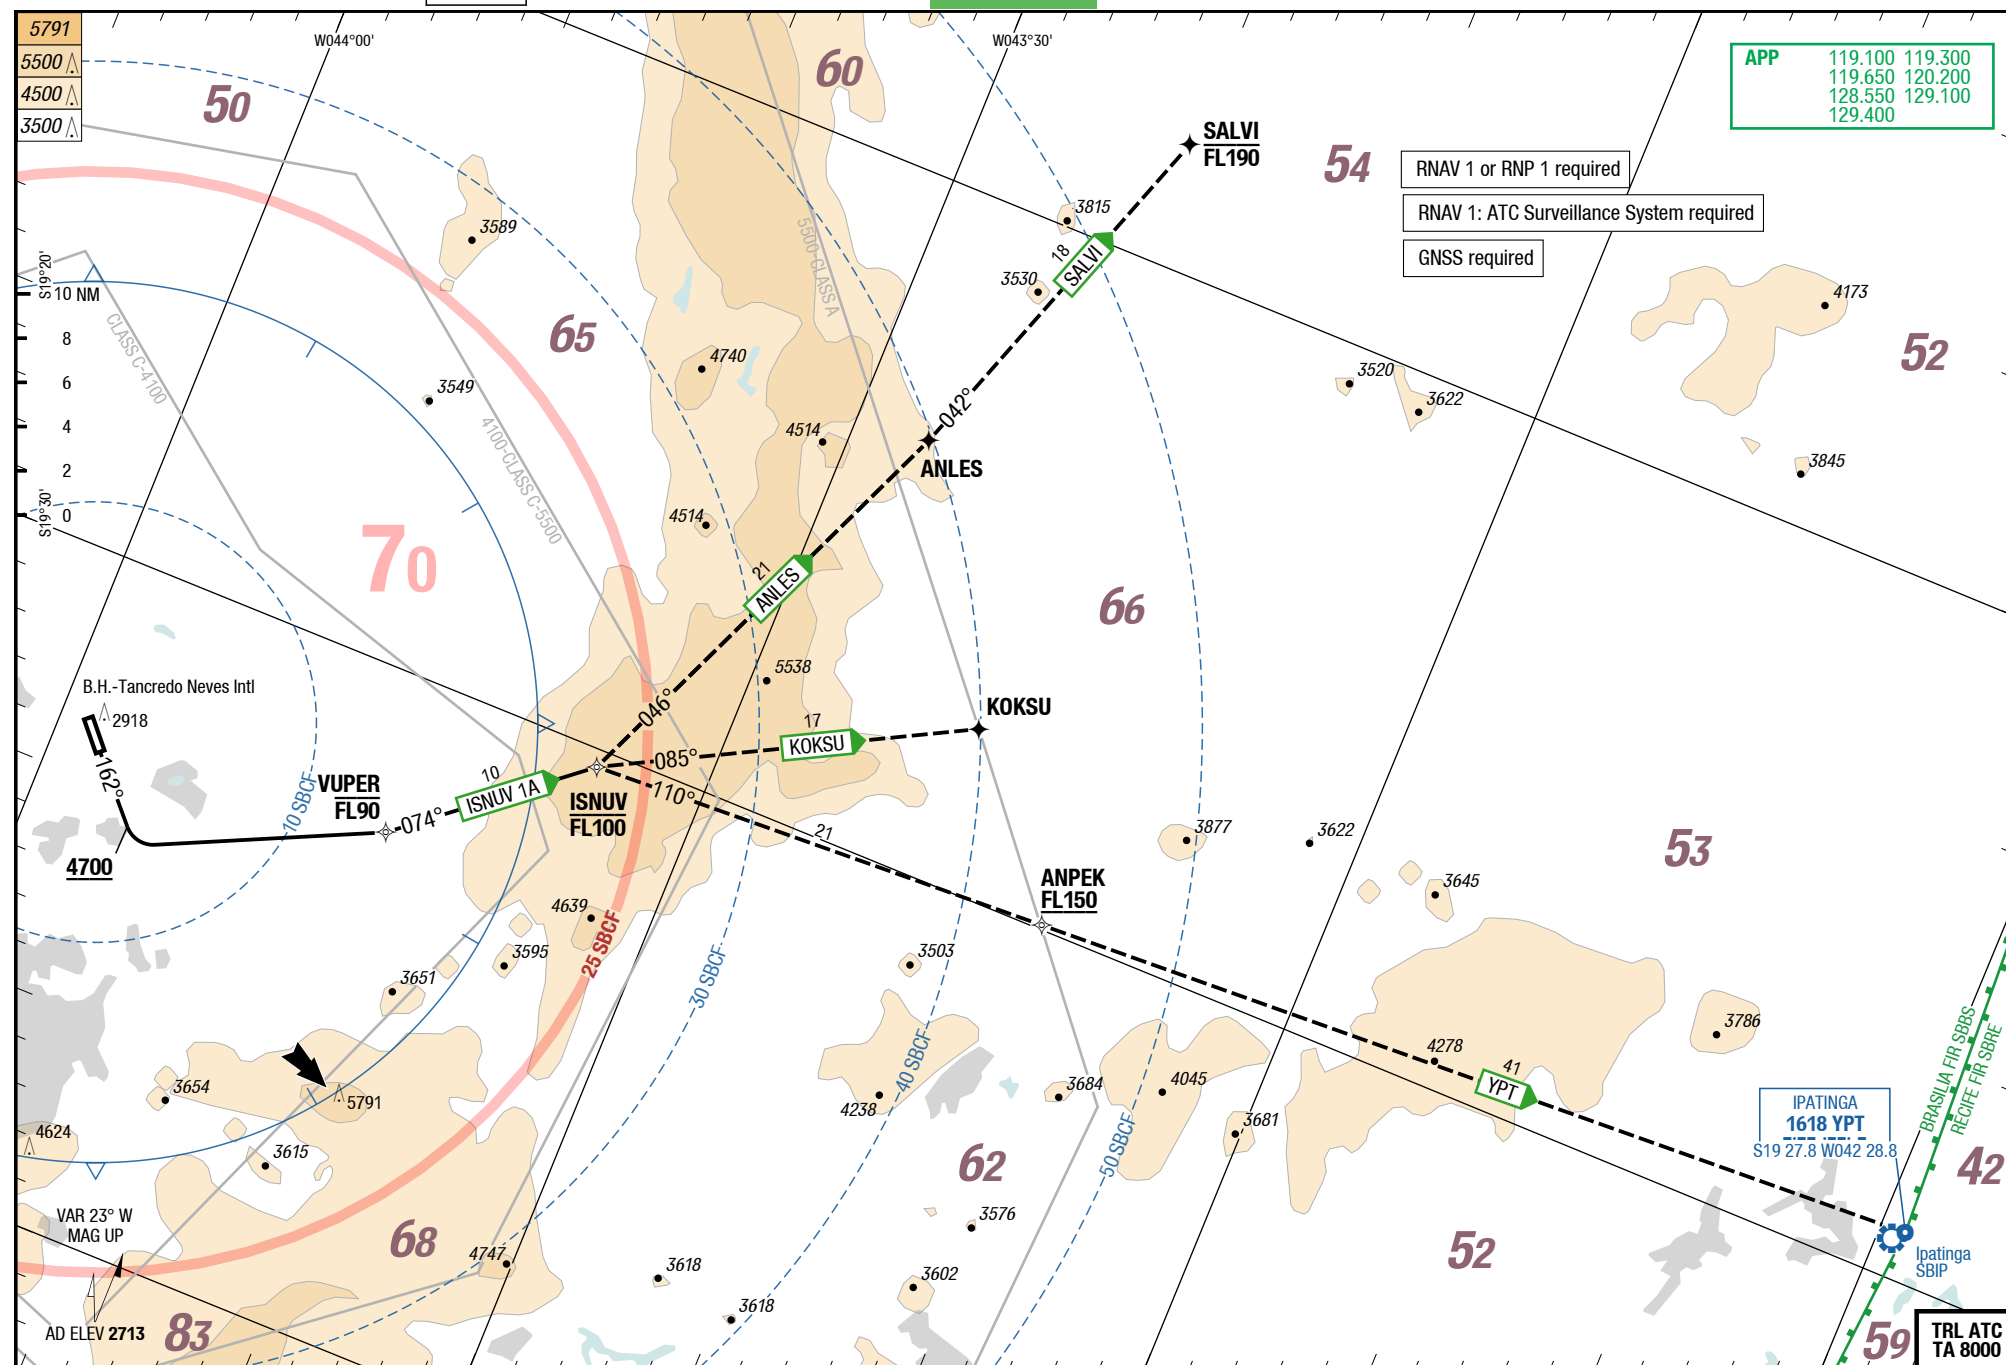 5791
5500
4500
3500
W044°00'
W043°30'
50
60
54
APP 119.100 119.300
119.650 120.200
128.550 129.100
129.400
SALVI
FL190
RNAV 1 or RNP 1 required
RNAV 1: ATC Surveillance System required
GNSS required
3815
3589
3530
18
SALVI
5500-CLASS A
S19°20'
10 NM
8
6
4
2
0
S19°30'
CLASS C-4100
4100-CLASS C-5500
65
4740
3549
4514
4514
042°
ANLES
3520
3622
4173
52
3845
70
21
ANLES
66
B.H.-Tancredo Neves Intl
2918
162°
4700
10 SBCF
VUPER
FL90
074°
10
ISNUV 1A
ISNUV
FL100
046°
085°
110°
5538
17
KOKSU
KOKSU
21
ANPEK
FL150
3877
3622
53
3645
4639
3595
25 SBCF
3651
30 SBCF
3503
40 SBCF
50 SBCF
3654
5791
4624
3615
4238
3684
4045
3681
4278
41
YPT
3786
BRASILIA FIR SBBS
RECIFE FIR SBRE
IPATINGA
1618 YPT
S19 27.8 W042 28.8
42
62
VAR 23° W
MAG UP
68
4747
3618
3618
3576
3602
52
Ipatinga
SBIP
AD ELEV 2713
83
59
TRL ATC
TA 8000